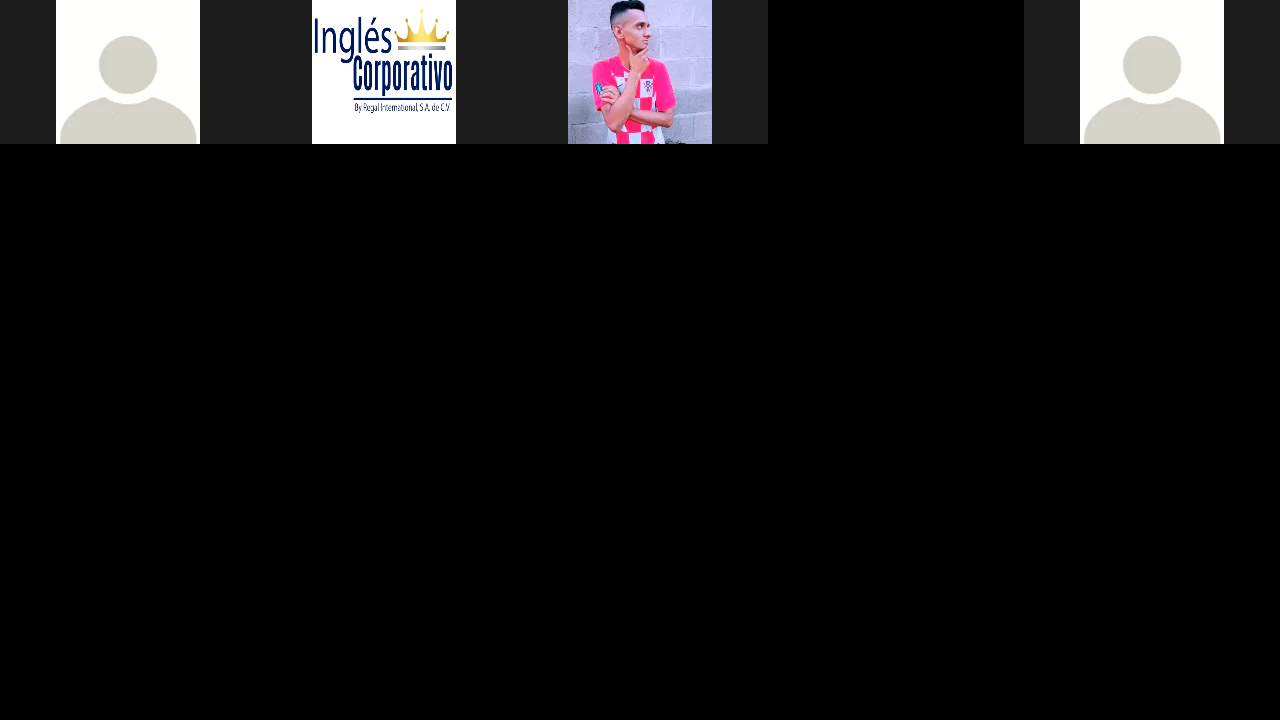 Inglés
Corporativo
By Regal International, S.A. de C.V.